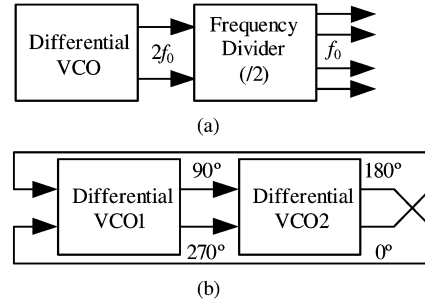 Differential
VCO
2f0
Frequency
Divider
(/2)
f0
(a)
90º
180º
Differential
VCO1
Differential
VCO2
270º
0º
(b)